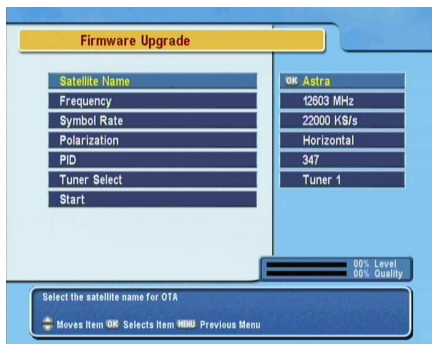 Firmware Upgrade
Satellite Name OK Astra
Frequency 12603 MHz
Symbol Rate 22000 KS/s
Polarization Horizontal
PID 347
Tuner Select Tuner 1
Start
00% Level
00% Quality
Select the satellite name for OTA
Moves Item OK Selects Item MENU Previous Menu